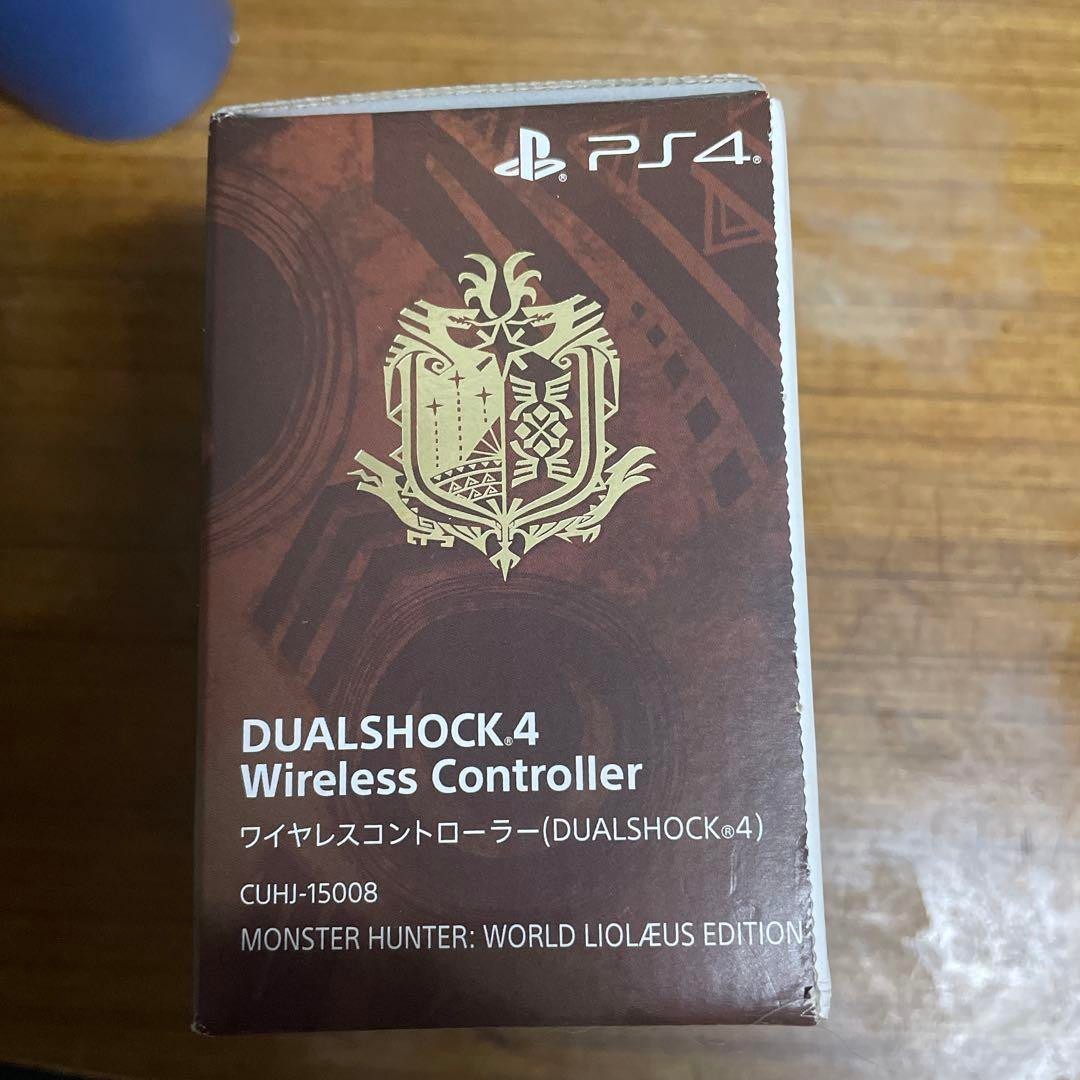 PS4®
DUALSHOCK®4
Wireless Controller
ワイヤレスコントローラー(DUALSHOCK®4)
CUHJ-15008
MONSTER HUNTER: WORLD LIOLÆUS EDITION